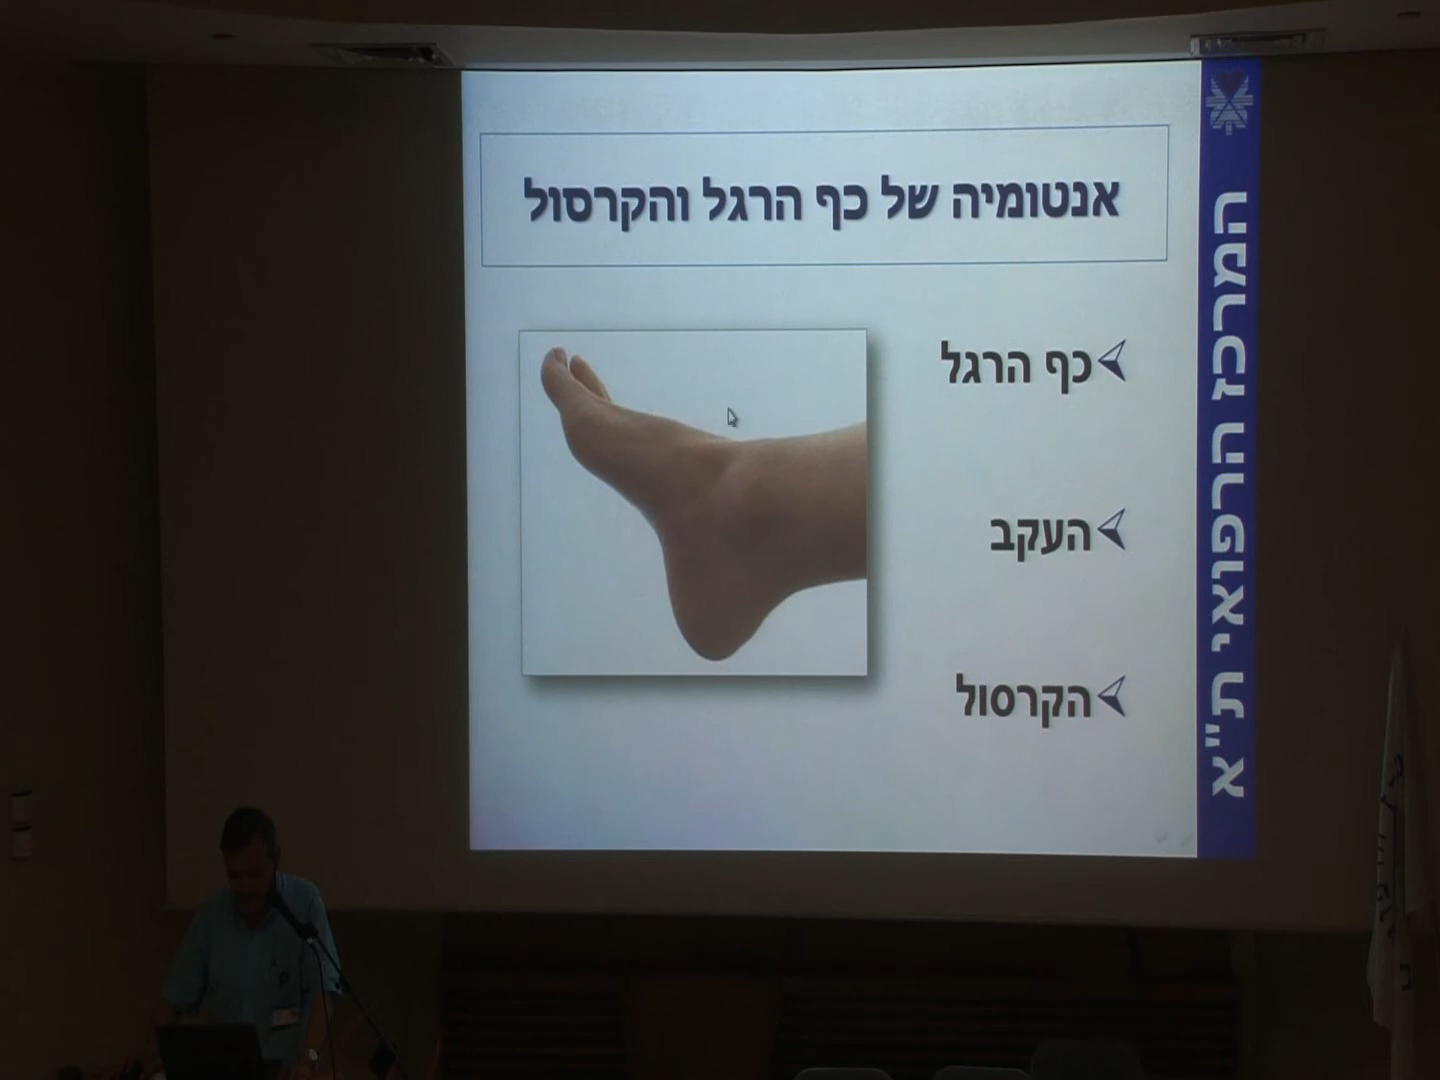 אנטומיה של כף הרגל והקרסול
כף הרגל
העקב
הקרסול
המרכז הרפואי ת"א